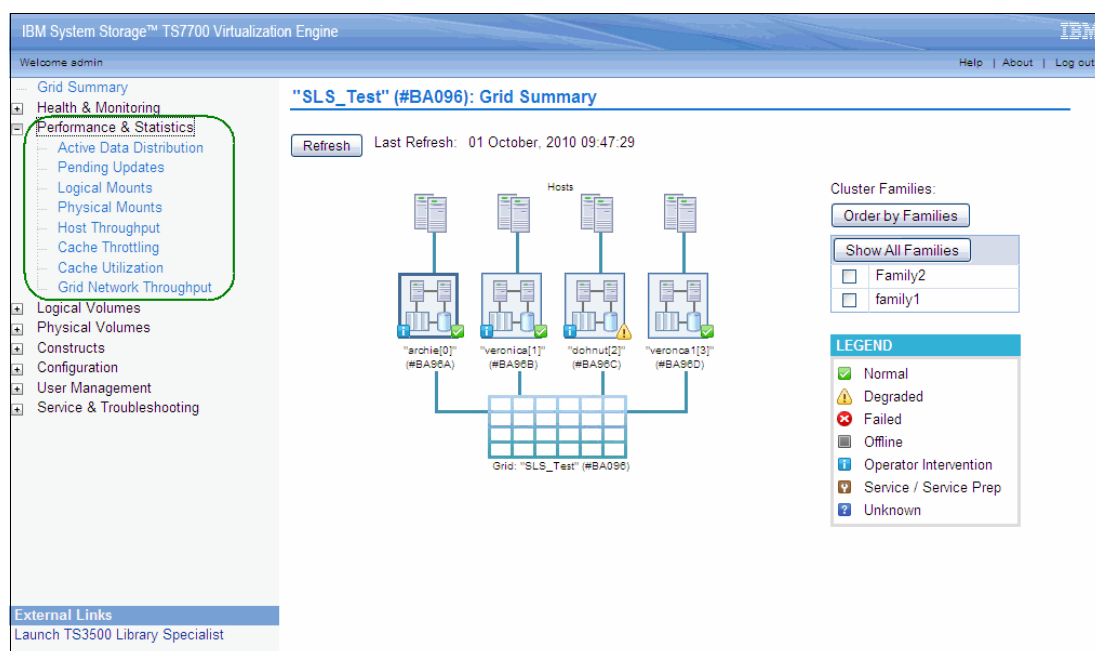 IBM System Storage™ TS7700 Virtualization Engine
IBM
Welcome admin
Help | About | Log out
Grid Summary
Health & Monitoring
Performance & Statistics
Active Data Distribution
Pending Updates
Logical Mounts
Physical Mounts
Host Throughput
Cache Throttling
Cache Utilization
Grid Network Throughput
Logical Volumes
Physical Volumes
Constructs
Configuration
User Management
Service & Troubleshooting
External Links
Launch TS3500 Library Specialist
"SLS_Test" (#BA096): Grid Summary
Refresh Last Refresh: 01 October, 2010 09:47:29
Hosts
"archie[0]" "veronica[1]" "dohnut[2]" "veronca1[3]"
(#BA96A) (#BA96B) (#BA96C) (#BA96D)
Grid: "SLS_Test" (#BA096)
Cluster Families:
Order by Families
Show All Families
Family2
family1
LEGEND
Normal
Degraded
Failed
Offline
Operator Intervention
Service / Service Prep
Unknown